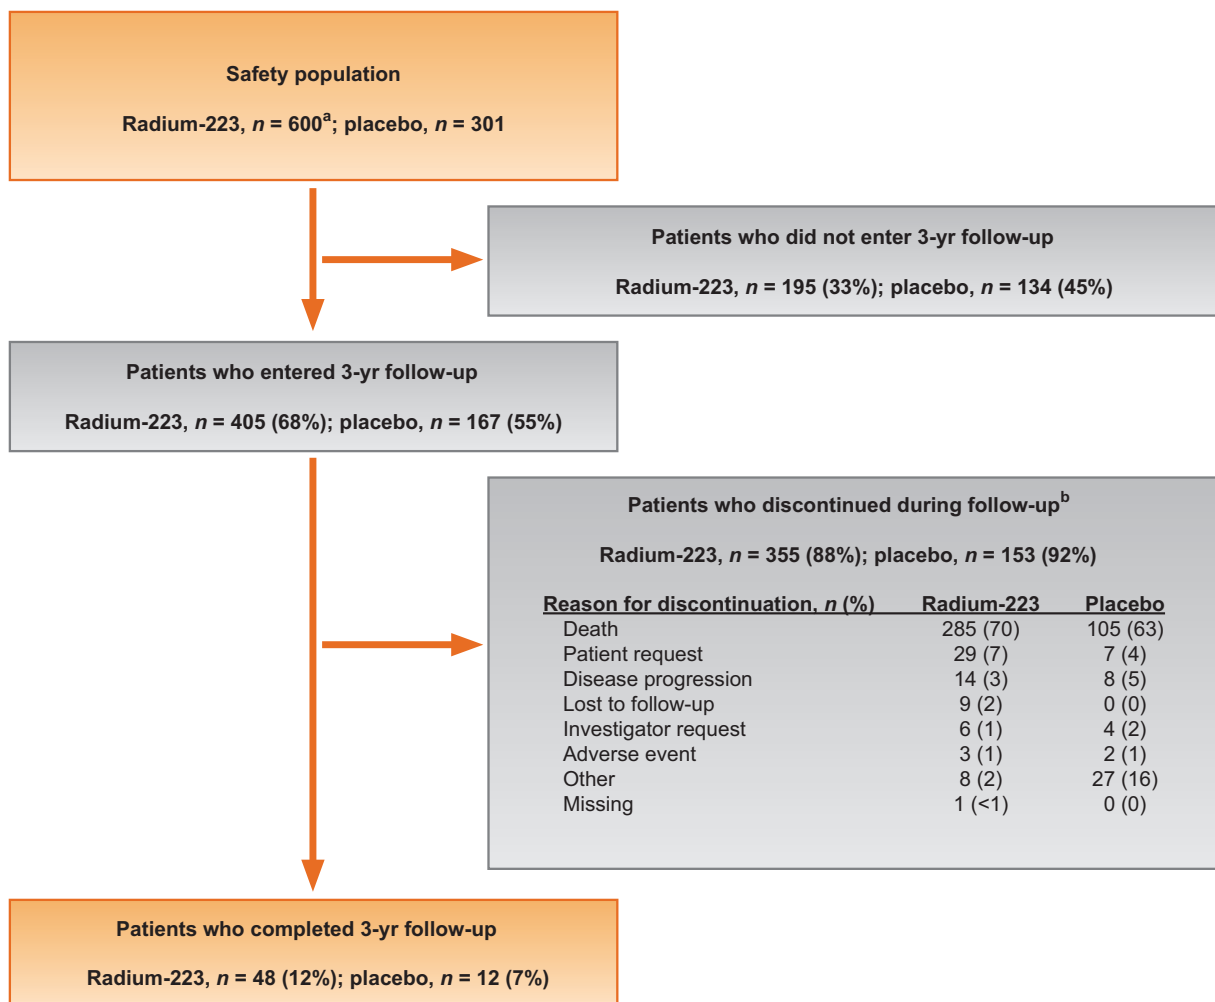 Safety population
Radium-223, n = 600a; placebo, n = 301
Patients who did not enter 3-yr follow-up
Radium-223, n = 195 (33%); placebo, n = 134 (45%)
Patients who entered 3-yr follow-up
Radium-223, n = 405 (68%); placebo, n = 167 (55%)
Patients who discontinued during follow-upb
Radium-223, n = 355 (88%); placebo, n = 153 (92%)
Reason for discontinuation, n (%) Radium-223 Placebo
Death 285 (70) 105 (63)
Patient request 29 (7) 7 (4)
Disease progression 14 (3) 8 (5)
Lost to follow-up 9 (2) 0 (0)
Investigator request 6 (1) 4 (2)
Adverse event 3 (1) 2 (1)
Other 8 (2) 27 (16)
Missing 1 (<1) 0 (0)
Patients who completed 3-yr follow-up
Radium-223, n = 48 (12%); placebo, n = 12 (7%)